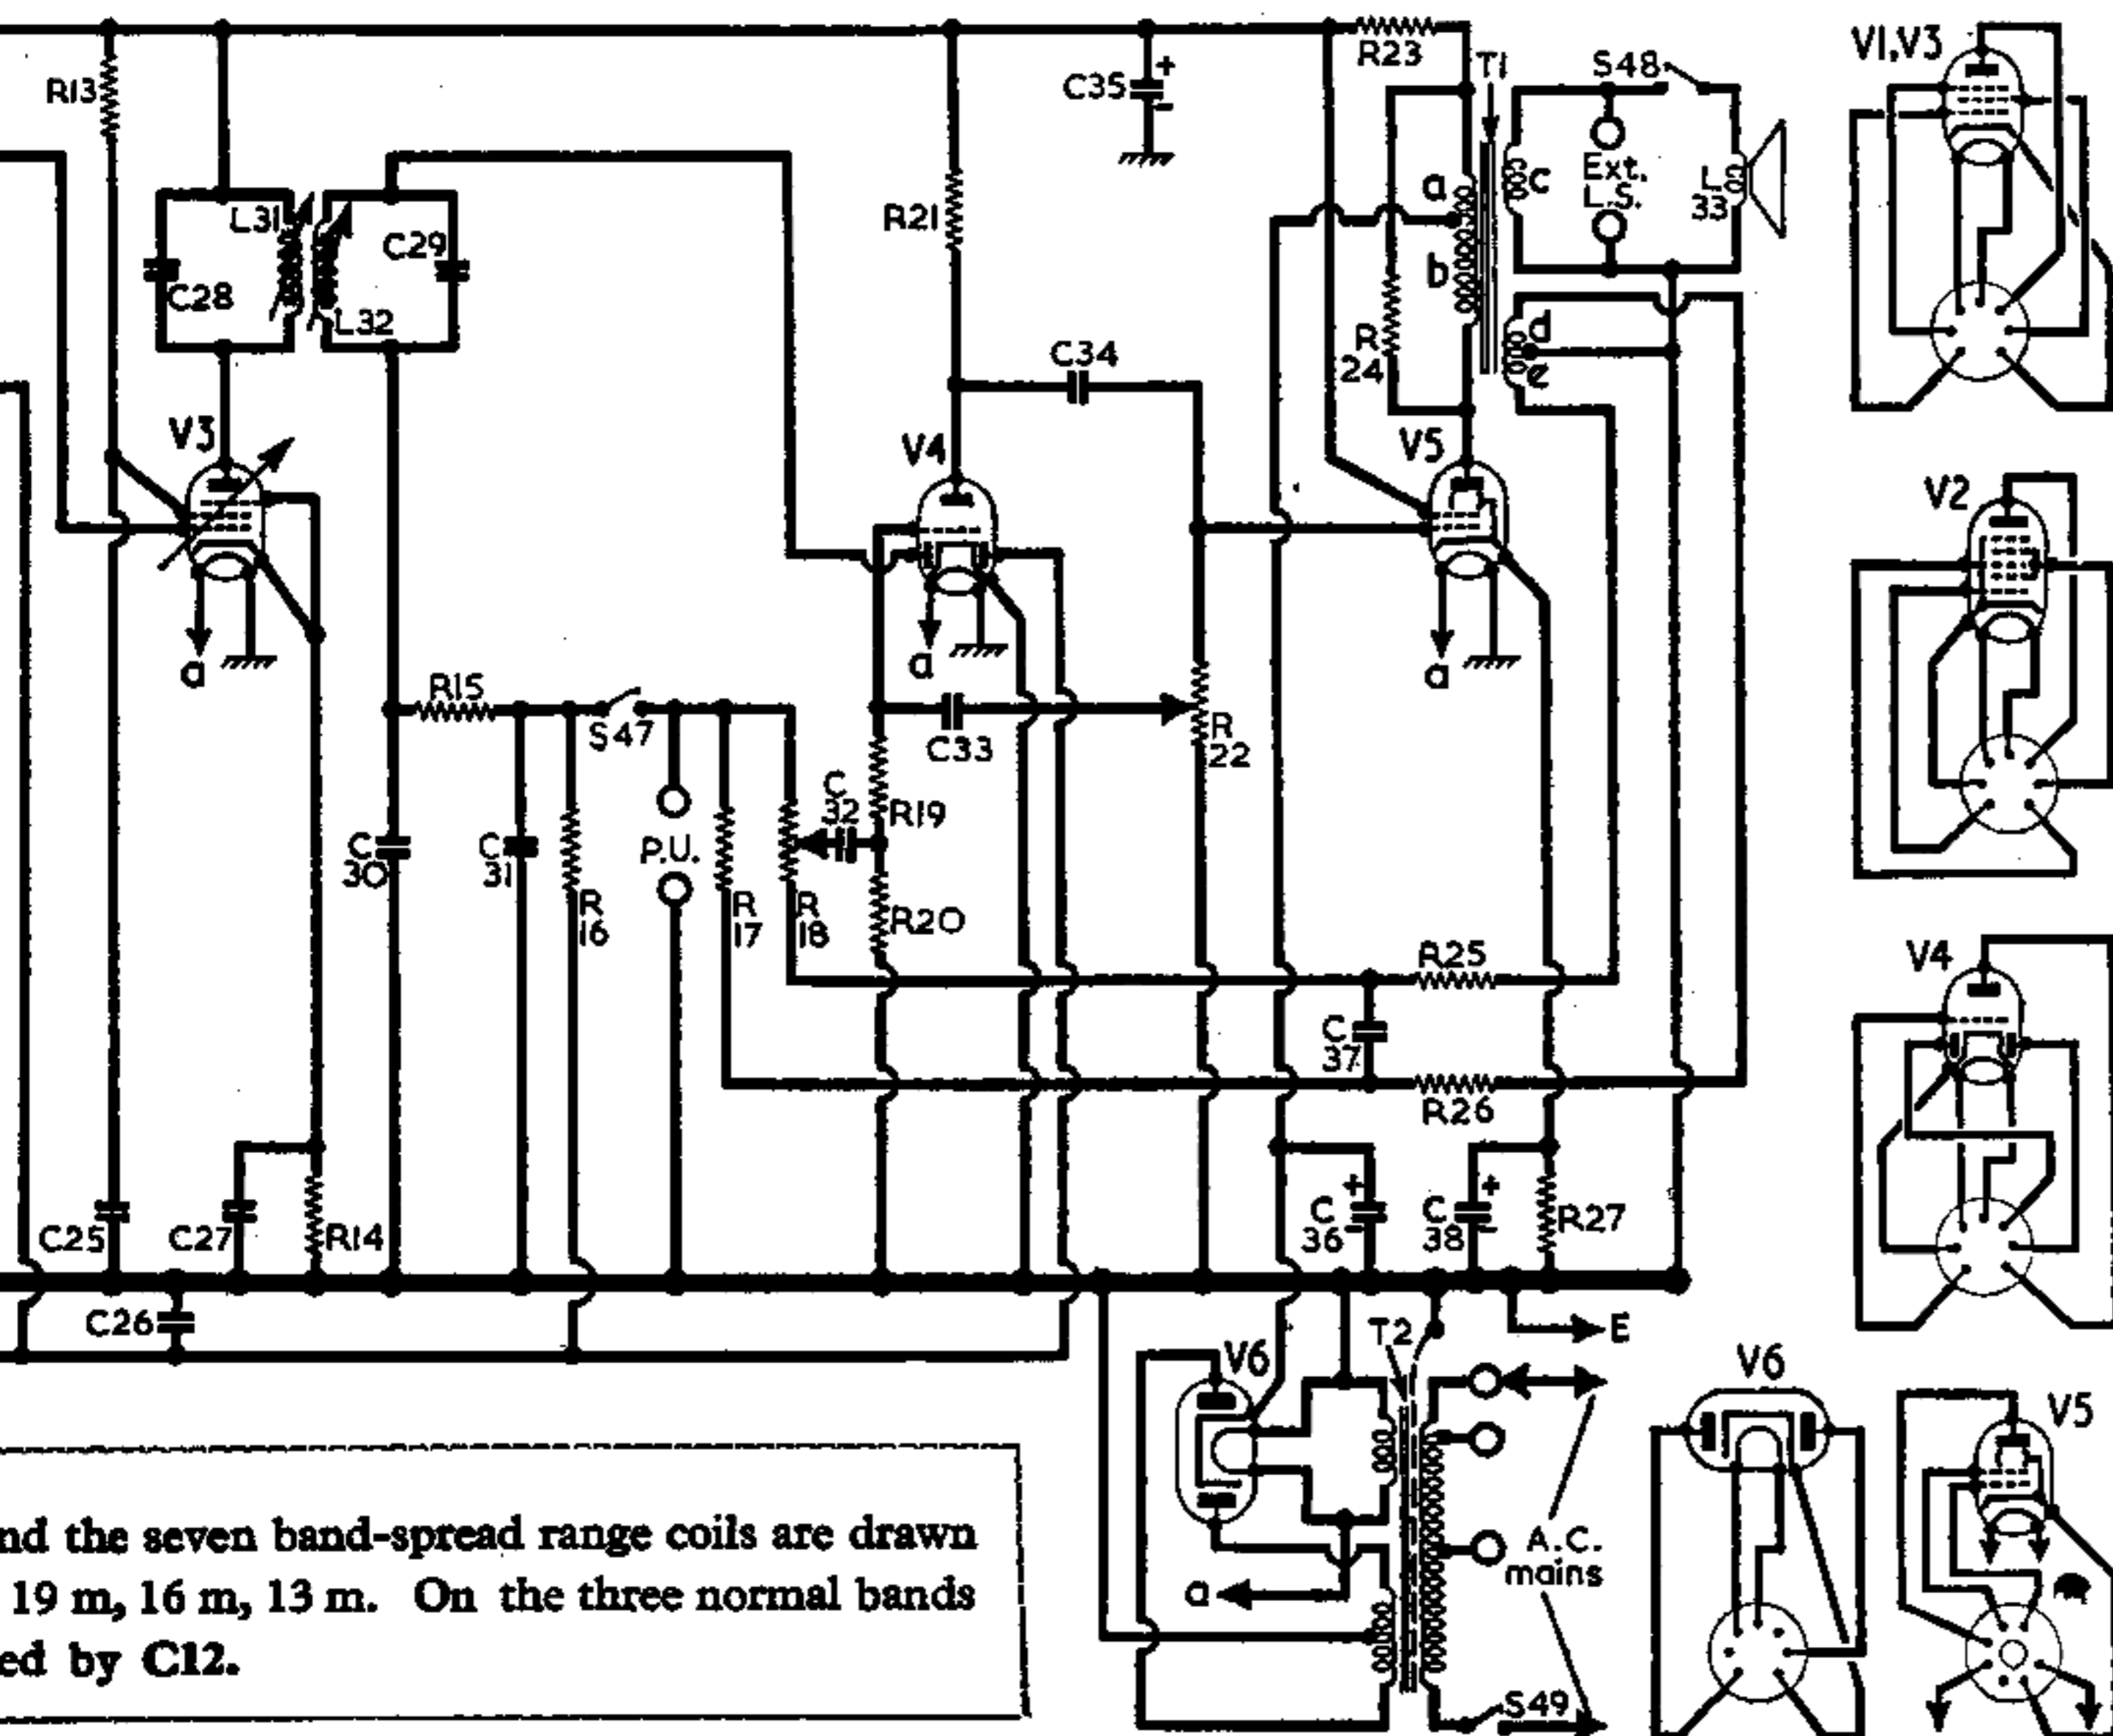 R13
C35
+
-
R23
T1
S48
V1,V3
L31
C28
L32
C29
R21
a
b
c
Ext.
L.S.
L
33
R
24
d
e
C34
V3
V4
V5
V2
a
a
a
R15
S47
C33
R
22
C
32
R19
C
30
C
31
P.U.
R
16
R
17
R
18
R20
R25
V4
C
37
R26
C25
C27
R14
C
36
+
-
C
38
+
-
R27
C26
T2
E
V6
V6
V5
a
A.C.
mains
S49
nd the seven band-spread range coils are drawn
19 m, 16 m, 13 m. On the three normal bands
ed by C12.